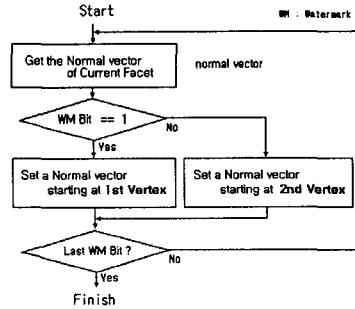 Start
WM : Watermark
Get the Normal vector
of Current Facet
normal vector
WM Bit == 1
No
Yes
Set a Normal vector
starting at 1st Vertex
Set a Normal vector
starting at 2nd Vertex
Last WM Bit ?
No
Yes
Finish